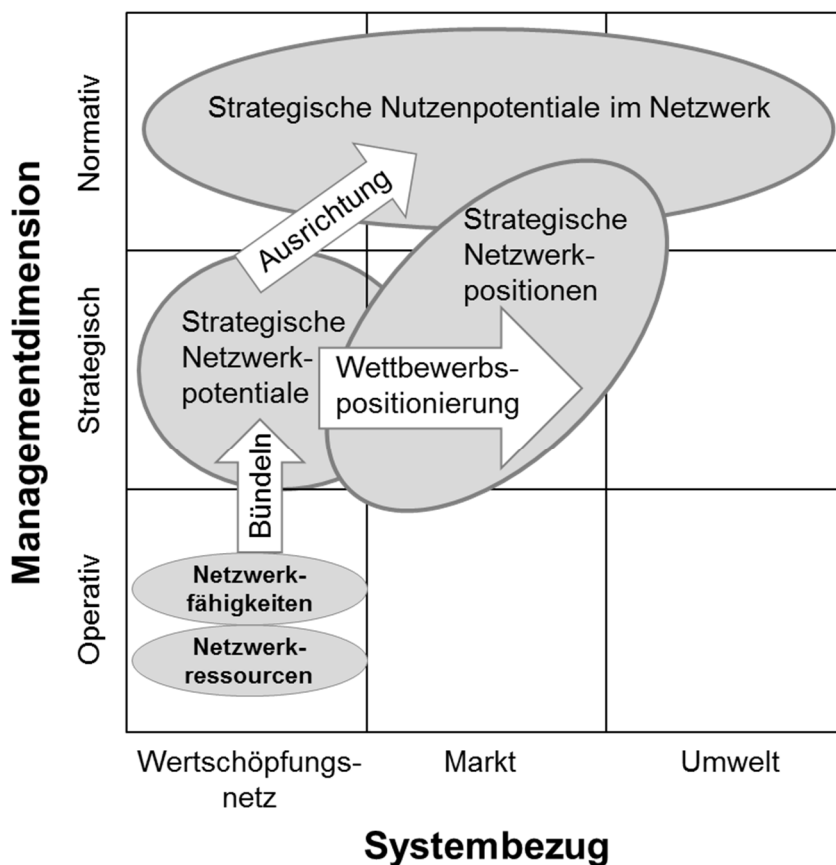 Managementdimension
Normativ
Strategisch
Operativ
Strategische Nutzenpotentiale im Netzwerk
Ausrichtung
Strategische
Netzwerk-
positionen
Strategische
Netzwerk-
potentiale
Wettbewerbs-
positionierung
Bündeln
Netzwerk-
fähigkeiten
Netzwerk-
ressourcen
Wertschöpfungs-
netz
Markt
Umwelt
Systembezug